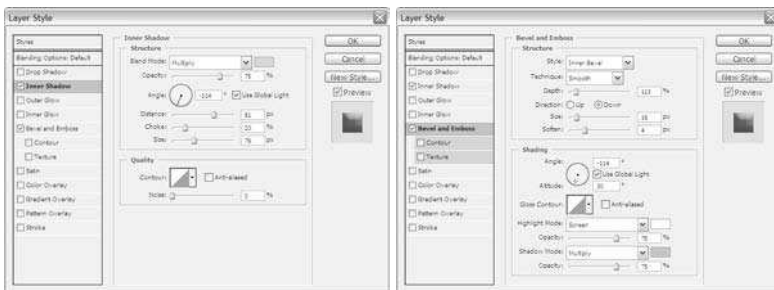 Layer Style
Styles
Blending Options: Default
Drop Shadow
Inner Shadow
Outer Glow
Inner Glow
Bevel and Emboss
Contour
Texture
Satin
Color Overlay
Gradient Overlay
Pattern Overlay
Stroke
Inner Shadow
Structure
Blend Mode: Multiply
Opacity: 75 %
Angle: -114 ° Use Global Light
Distance: 81 px
Choke: %
Size: px
Quality
Contour: Anti-aliased
Noise: 0 %
OK
Cancel
New Style...
Preview
Layer Style
Styles
Blending Options: Default
Drop Shadow
Inner Shadow
Outer Glow
Inner Glow
Bevel and Emboss
Contour
Texture
Satin
Color Overlay
Gradient Overlay
Pattern Overlay
Stroke
Bevel and Emboss
Structure
Style: Inner Bevel
Technique: Smooth
Depth: %
Direction: Up Down
Size: px
Soften: px
Shading
Angle: -114 °
Use Global Light
Altitude: 30 °
Gloss Contour: Anti-aliased
Highlight Mode: Screen
Opacity: 75 %
Shadow Mode: Multiply
Opacity: 75 %
OK
Cancel
New Style...
Preview